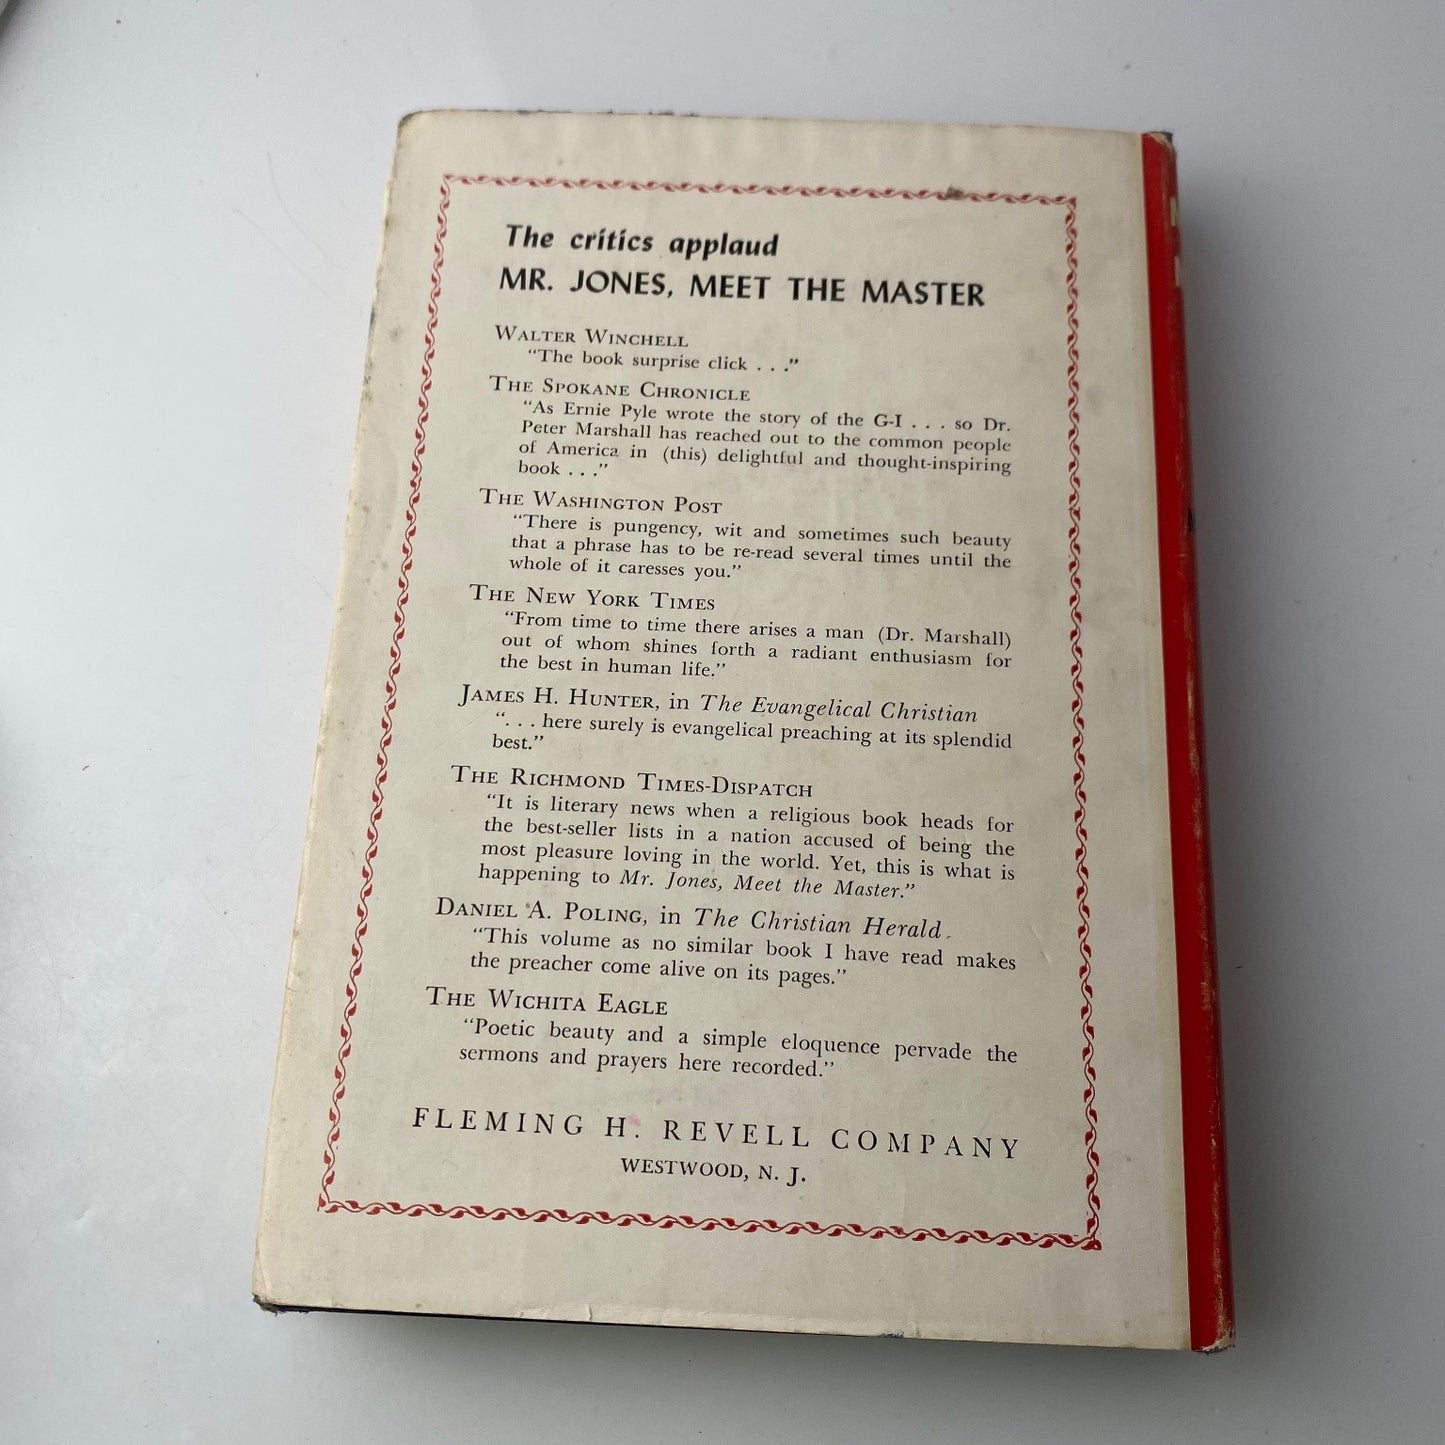 The critics applaud
MR. JONES, MEET THE MASTER
WALTER WINCHELL
"The book surprise click . . ."
THE SPOKANE CHRONICLE
"As Ernie Pyle wrote the story of the G-I . . . so Dr.
Peter Marshall has reached out to the common people
of America in (this) delightful and thought-inspiring
book . . ."
THE WASHINGTON POST
"There is pungency, wit and sometimes such beauty
that a phrase has to be re-read several times until the
whole of it caresses you."
THE NEW YORK TIMES
"From time to time there arises a man (Dr. Marshall)
out of whom shines forth a radiant enthusiasm for
the best in human life."
JAMES H. HUNTER, in The Evangelical Christian
". . . here surely is evangelical preaching at its splendid
best."
THE RICHMOND TIMES-DISPATCH
"It is literary news when a religious book heads for
the best-seller lists in a nation accused of being the
most pleasure loving in the world. Yet, this is what is
happening to Mr. Jones, Meet the Master."
DANIEL A. POLING, in The Christian Herald
"This volume as no similar book I have read makes
the preacher come alive on its pages."
THE WICHITA EAGLE
"Poetic beauty and a simple eloquence pervade the
sermons and prayers here recorded."
FLEMING H. REVELL COMPANY
WESTWOOD, N. J.